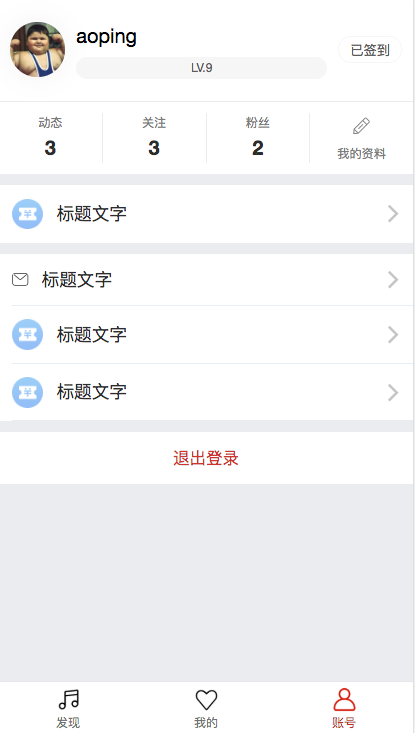 aoping
已签到
LV.9
动态 关注 粉丝
3 3 2 我的资料
标题文字
标题文字
标题文字
标题文字
退出登录
发现 我的 账号